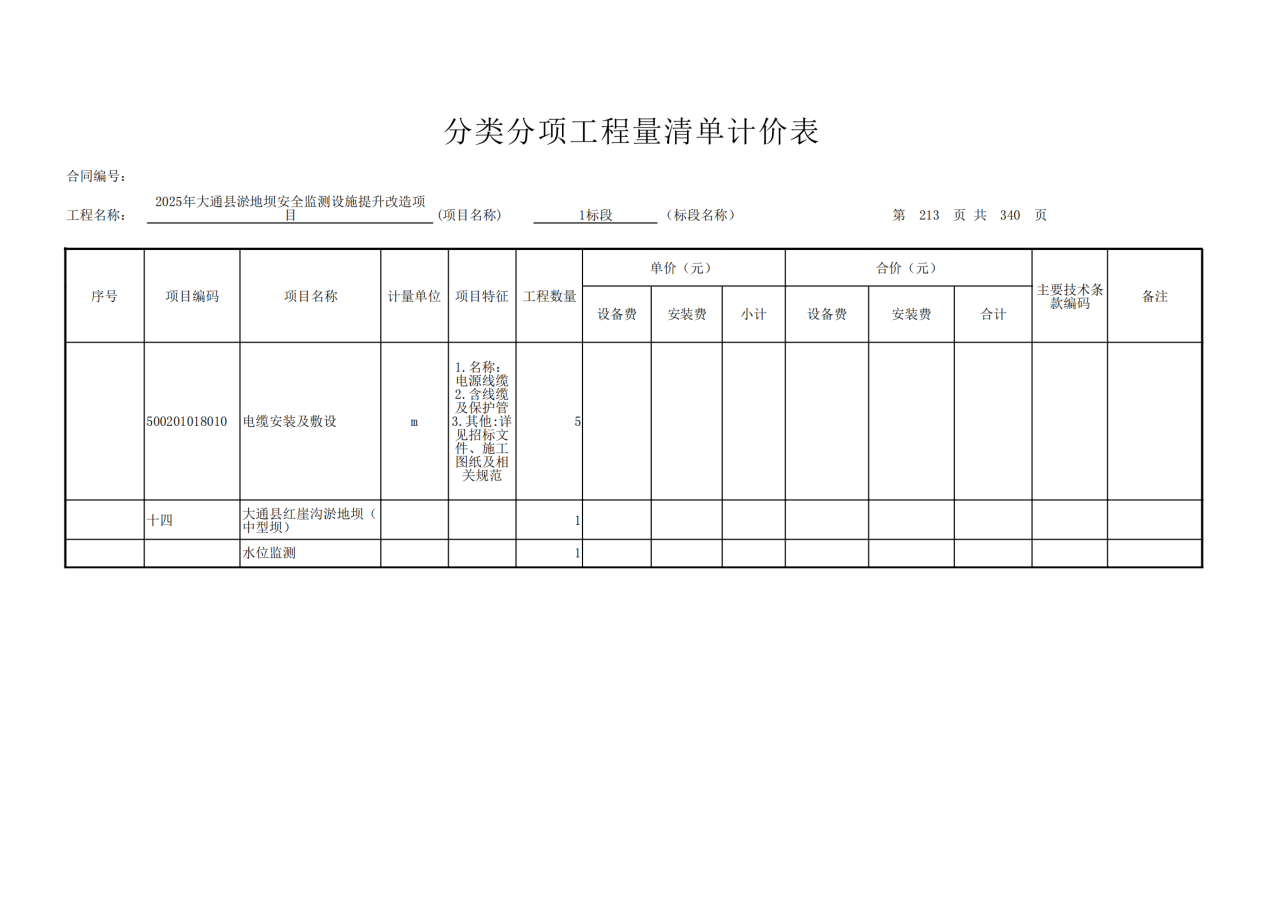 分类分项工程量清单计价表
合同编号：
工程名称： 2025年大通县淤地坝安全监测设施提升改造项目 (项目名称) 1标段 （标段名称） 第 213 页 共 340 页
序号 项目编码 项目名称 计量单位 项目特征 工程数量 单价（元） 合价（元） 主要技术条款编码 备注
设备费 安装费 小计 设备费 安装费 合计
500201018010 电缆安装及敷设 m
1.名称：
电源线缆
2.含线缆
及保护管
3.其他:详
见招标文
件、施工
图纸及相
关规范
5
十四 大通县红崖沟淤地坝（
中型坝） 1
水位监测 1